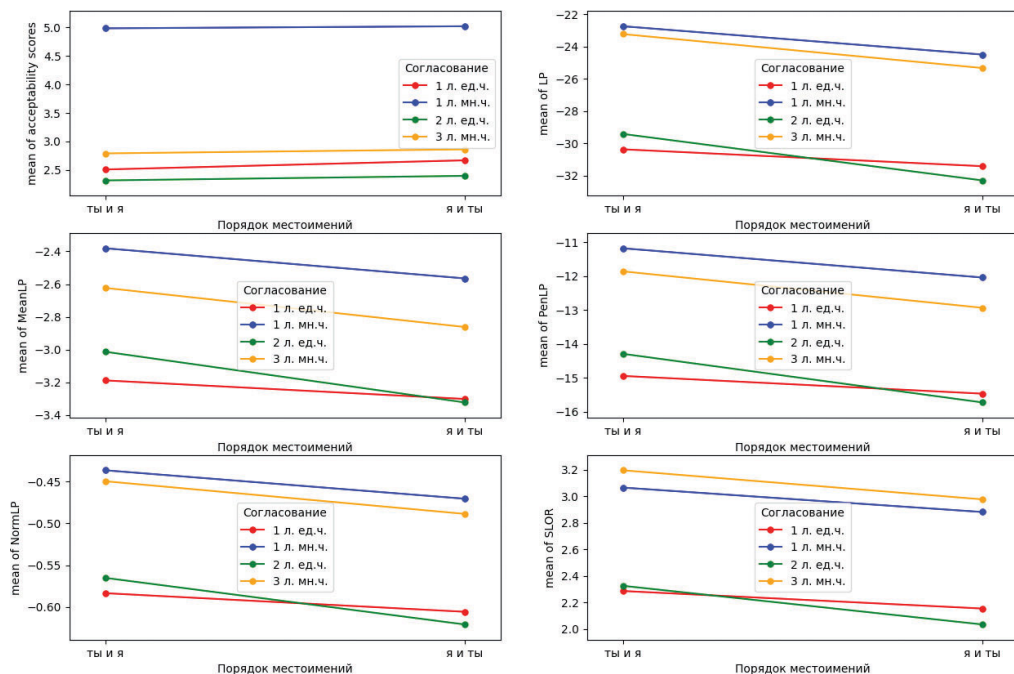 mean of acceptability scores
5.0
4.5
4.0
3.5
3.0
2.5
Согласование
1 л. ед.ч.
1 л. мн.ч.
2 л. ед.ч.
3 л. мн.ч.
ты и я
я и ты
Порядок местоимений
mean of LP
−22
−24
−26
−28
−30
−32
Согласование
1 л. ед.ч.
1 л. мн.ч.
2 л. ед.ч.
3 л. мн.ч.
ты и я
я и ты
Порядок местоимений
mean of MeanLP
−2.4
−2.6
−2.8
−3.0
−3.2
−3.4
Согласование
1 л. ед.ч.
1 л. мн.ч.
2 л. ед.ч.
3 л. мн.ч.
ты и я
я и ты
Порядок местоимений
mean of PenLP
−11
−12
−13
−14
−15
−16
Согласование
1 л. ед.ч.
1 л. мн.ч.
2 л. ед.ч.
3 л. мн.ч.
ты и я
я и ты
Порядок местоимений
mean of NormLP
−0.45
−0.50
−0.55
−0.60
Согласование
1 л. ед.ч.
1 л. мн.ч.
2 л. ед.ч.
3 л. мн.ч.
ты и я
я и ты
Порядок местоимений
mean of SLOR
3.2
3.0
2.8
2.6
2.4
2.2
2.0
Согласование
1 л. ед.ч.
1 л. мн.ч.
2 л. ед.ч.
3 л. мн.ч.
ты и я
я и ты
Порядок местоимений